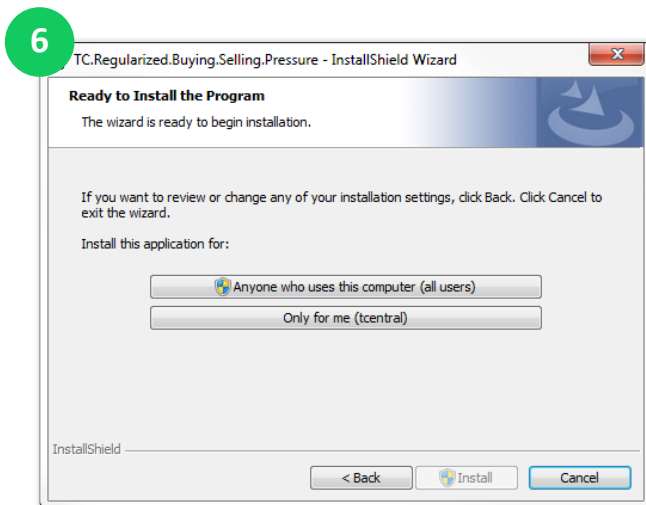 6
TC.Regularized.Buying.Selling.Pressure - InstallShield Wizard
Ready to Install the Program
The wizard is ready to begin installation.
If you want to review or change any of your installation settings, click Back. Click Cancel to
exit the wizard.
Install this application for:
Anyone who uses this computer (all users)
Only for me (tcentral)
InstallShield
< Back Install Cancel